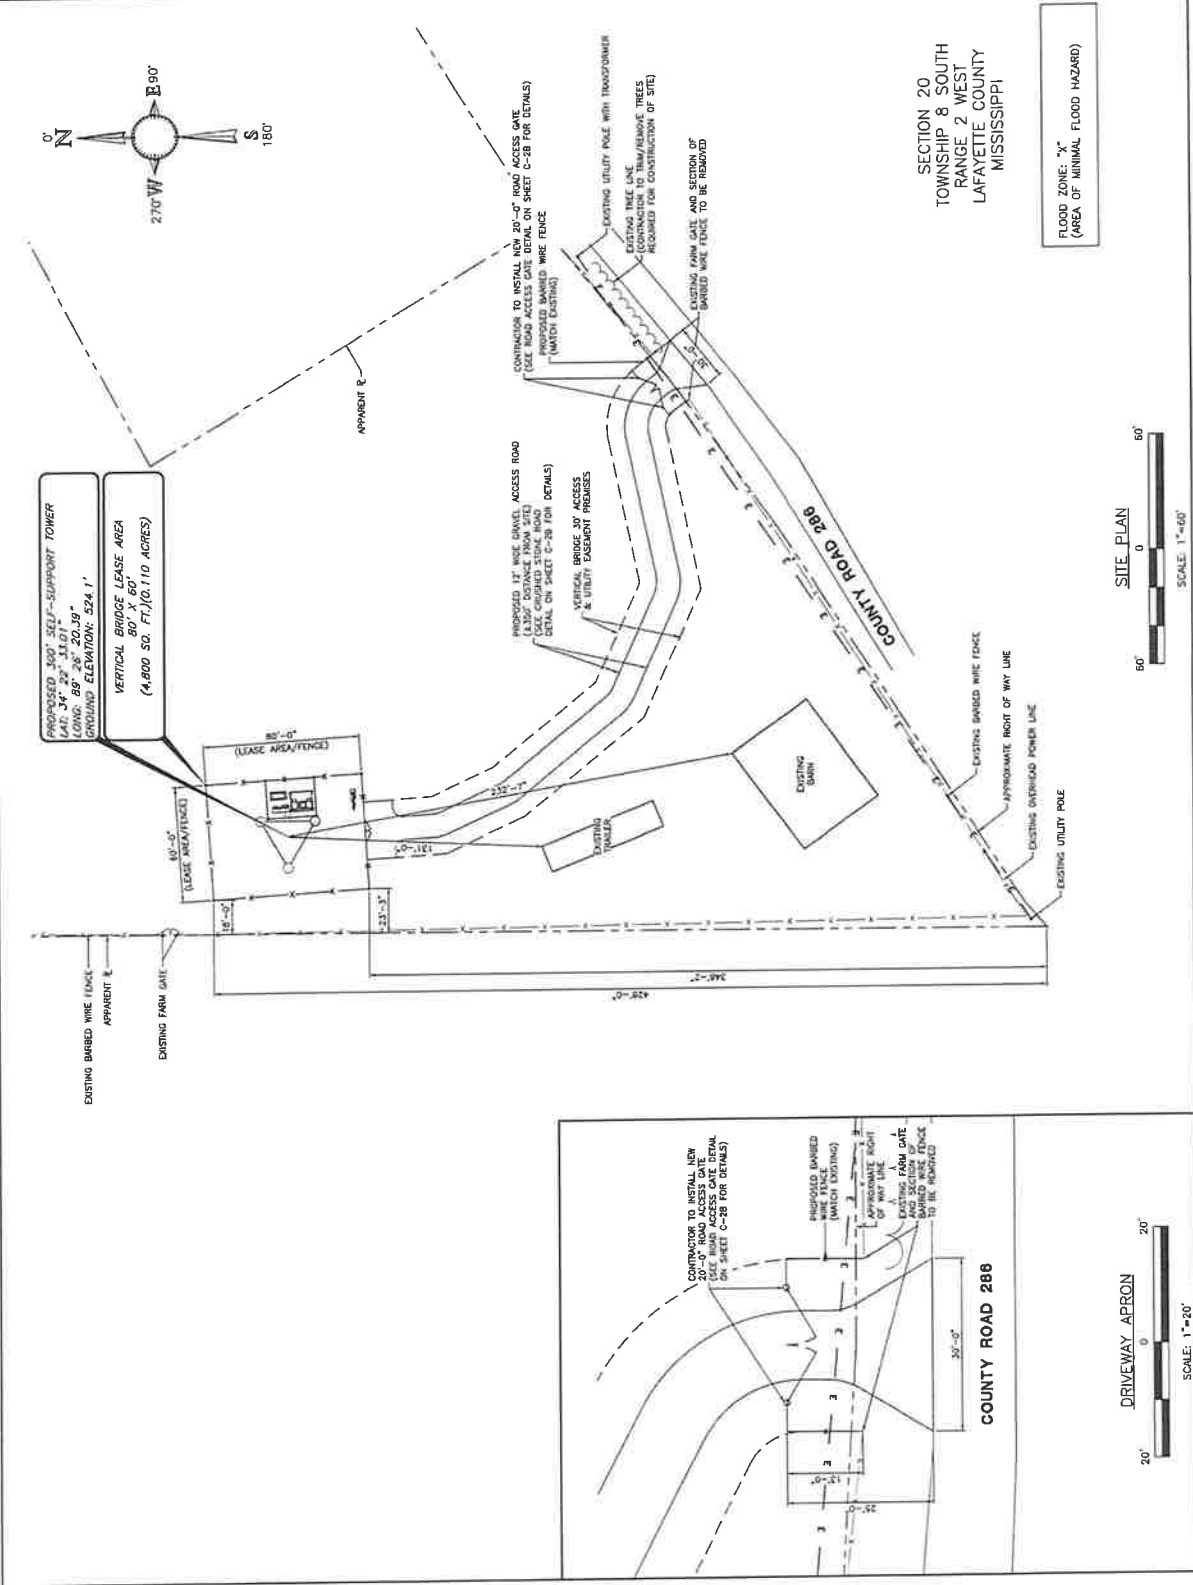 0°
N
270° W
E 90°
S
180°
PROPOSED 300' SELF-SUPPORT TOWER
LAT: 34° 22' 33.01"
LONG: 89° 26' 20.39"
GROUND ELEVATION: 524.1'
VERTICAL BRIDGE LEASE AREA
80' X 60'
(4,800 SQ. FT.)(0.110 ACRES)
APPARENT ℄
CONTRACTOR TO INSTALL NEW 20'-0" ROAD ACCESS GATE
(SEE ROAD ACCESS GATE DETAIL ON SHEET C-2B FOR DETAILS)
PROPOSED BARBED WIRE FENCE
(MATCH EXISTING)
EXISTING UTILITY POLE WITH TRANSFORMER
EXISTING TREE LINE
(CONTRACTOR TO TRIM/REMOVE TREES
REQUIRED FOR CONSTRUCTION OF SITE)
EXISTING FARM GATE AND SECTION OF
BARBED WIRE FENCE TO BE REMOVED
30'-0"
PROPOSED 12' WIDE GRAVEL ACCESS ROAD
(±350' DISTANCE FROM SITE)
(SEE CRUSHED STONE ROAD
DETAIL ON SHEET C-2B FOR DETAILS)
VERTICAL BRIDGE 30' ACCESS
& UTILITY EASEMENT PREMISES
80'-0"
(LEASE AREA/FENCE)
60'-0"
(LEASE AREA/FENCE)
16'-0"
23'-3"
131'-0"
232'-7"
EXISTING
TRAILER
EXISTING
BARN
COUNTY ROAD 286
EXISTING BARBED WIRE FENCE
APPROXIMATE RIGHT OF WAY LINE
EXISTING OVERHEAD POWER LINE
EXISTING UTILITY POLE
EXISTING BARBED WIRE FENCE
APPARENT ℄
EXISTING FARM GATE
348'-2"
428'-0"
SECTION 20
TOWNSHIP 8 SOUTH
RANGE 2 WEST
LAFAYETTE COUNTY
MISSISSIPPI
FLOOD ZONE: "X"
(AREA OF MINIMAL FLOOD HAZARD)
SITE PLAN
60'
0
60'
SCALE: 1"=60'
CONTRACTOR TO INSTALL NEW
20'-0" ROAD ACCESS GATE
(SEE ROAD ACCESS GATE DETAIL
ON SHEET C-2B FOR DETAILS)
PROPOSED BARBED
WIRE FENCE
(MATCH EXISTING)
APPROXIMATE RIGHT
OF WAY LINE
EXISTING FARM GATE
AND SECTION OF
BARBED WIRE FENCE
TO BE REMOVED
13'-0"
25'-0"
30'-0"
COUNTY ROAD 286
DRIVEWAY APRON
20'
0
20'
SCALE: 1"=20'